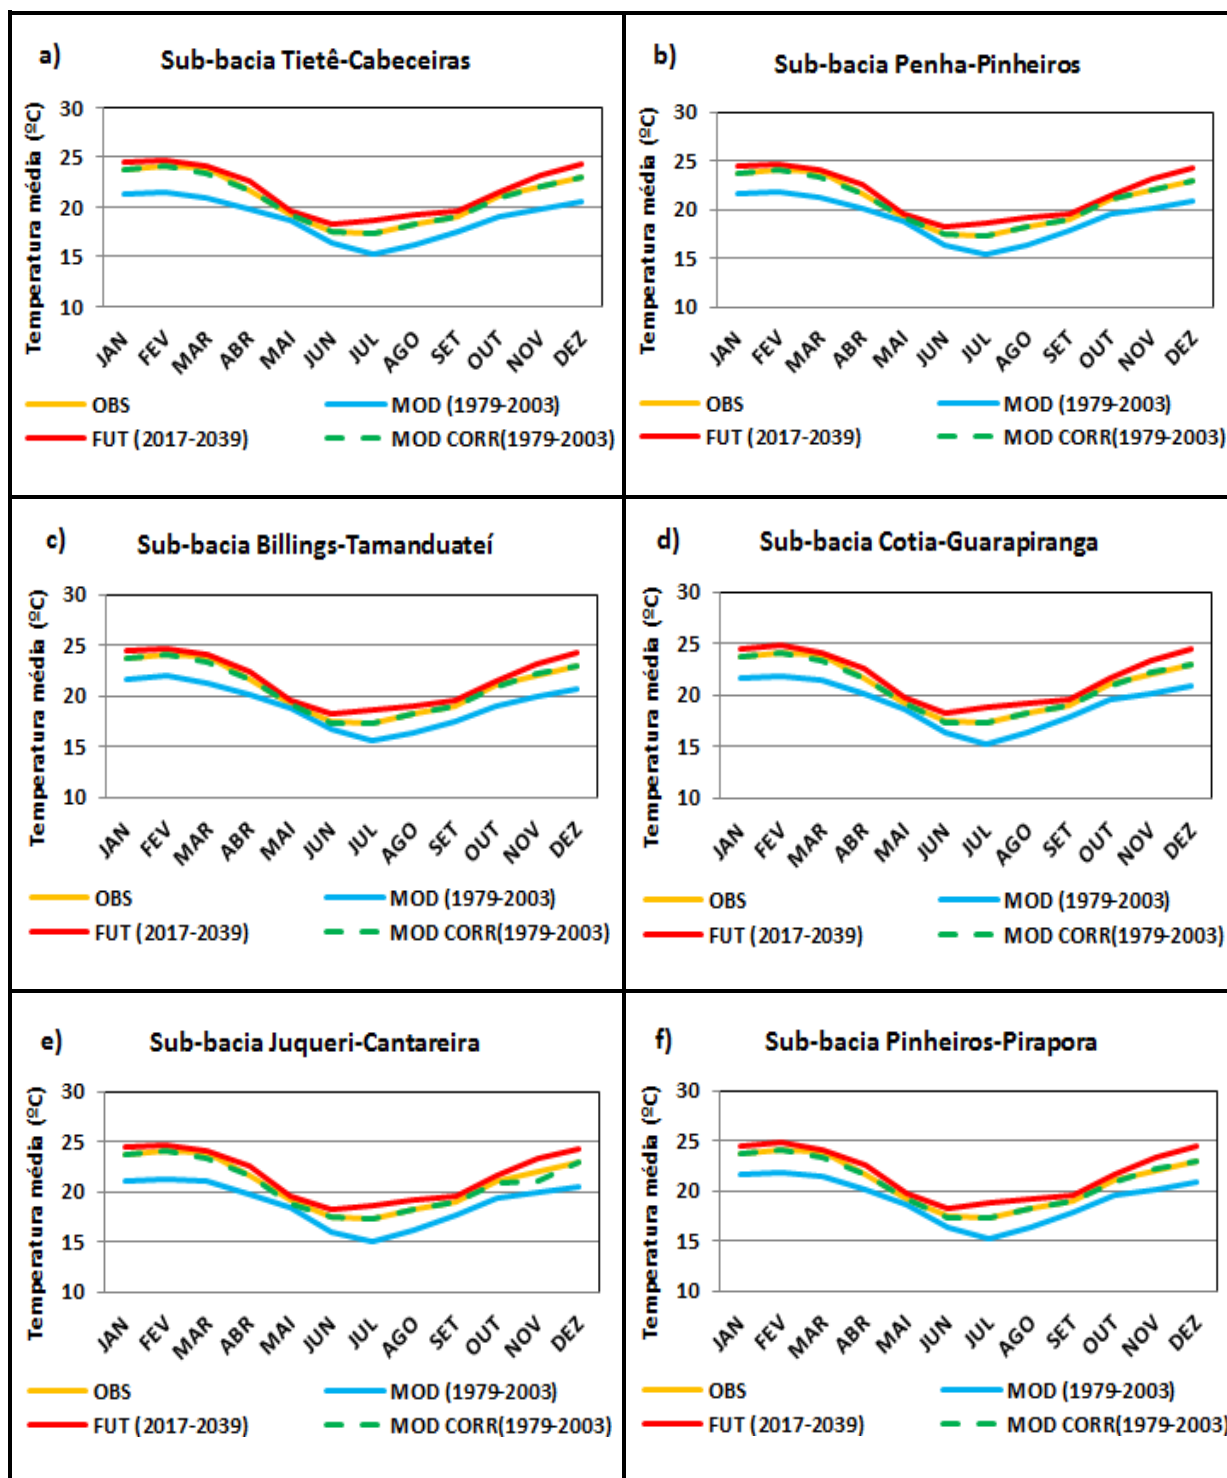 a)
Sub-bacia Tietê-Cabeceiras
Temperatura média (ºC)
30
25
20
15
10
JAN FEV MAR ABR MAI JUN JUL AGO SET OUT NOV DEZ
OBS
MOD (1979-2003)
FUT (2017-2039)
MOD CORR(1979-2003)
b)
Sub-bacia Penha-Pinheiros
Temperatura média (ºC)
30
25
20
15
10
JAN FEV MAR ABR MAI JUN JUL AGO SET OUT NOV DEZ
OBS
MOD (1979-2003)
FUT (2017-2039)
MOD CORR(1979-2003)
c)
Sub-bacia Billings-Tamanduateí
Temperatura média (ºC)
30
25
20
15
10
JAN FEV MAR ABR MAI JUN JUL AGO SET OUT NOV DEZ
OBS
MOD (1979-2003)
FUT (2017-2039)
MOD CORR(1979-2003)
d)
Sub-bacia Cotia-Guarapiranga
Temperatura média (ºC)
30
25
20
15
10
JAN FEV MAR ABR MAI JUN JUL AGO SET OUT NOV DEZ
OBS
MOD (1979-2003)
FUT (2017-2039)
MOD CORR(1979-2003)
e)
Sub-bacia Juqueri-Cantareira
Temperatura média (ºC)
30
25
20
15
10
JAN FEV MAR ABR MAI JUN JUL AGO SET OUT NOV DEZ
OBS
MOD (1979-2003)
FUT (2017-2039)
MOD CORR(1979-2003)
f)
Sub-bacia Pinheiros-Pirapora
Temperatura média (ºC)
30
25
20
15
10
JAN FEV MAR ABR MAI JUN JUL AGO SET OUT NOV DEZ
OBS
MOD (1979-2003)
FUT (2017-2039)
MOD CORR(1979-2003)